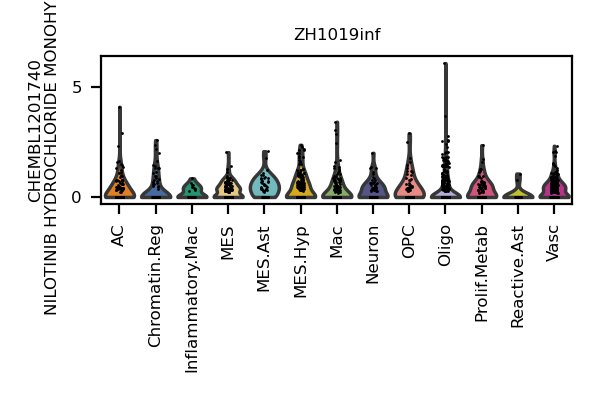 ZH1019inf
CHEMBL1201740
NILOTINIB HYDROCHLORIDE MONOHY
5
0
AC
Chromatin.Reg
Inflammatory.Mac
MES
MES.Ast
MES.Hyp
Mac
Neuron
OPC
Oligo
Prolif.Metab
Reactive.Ast
Vasc